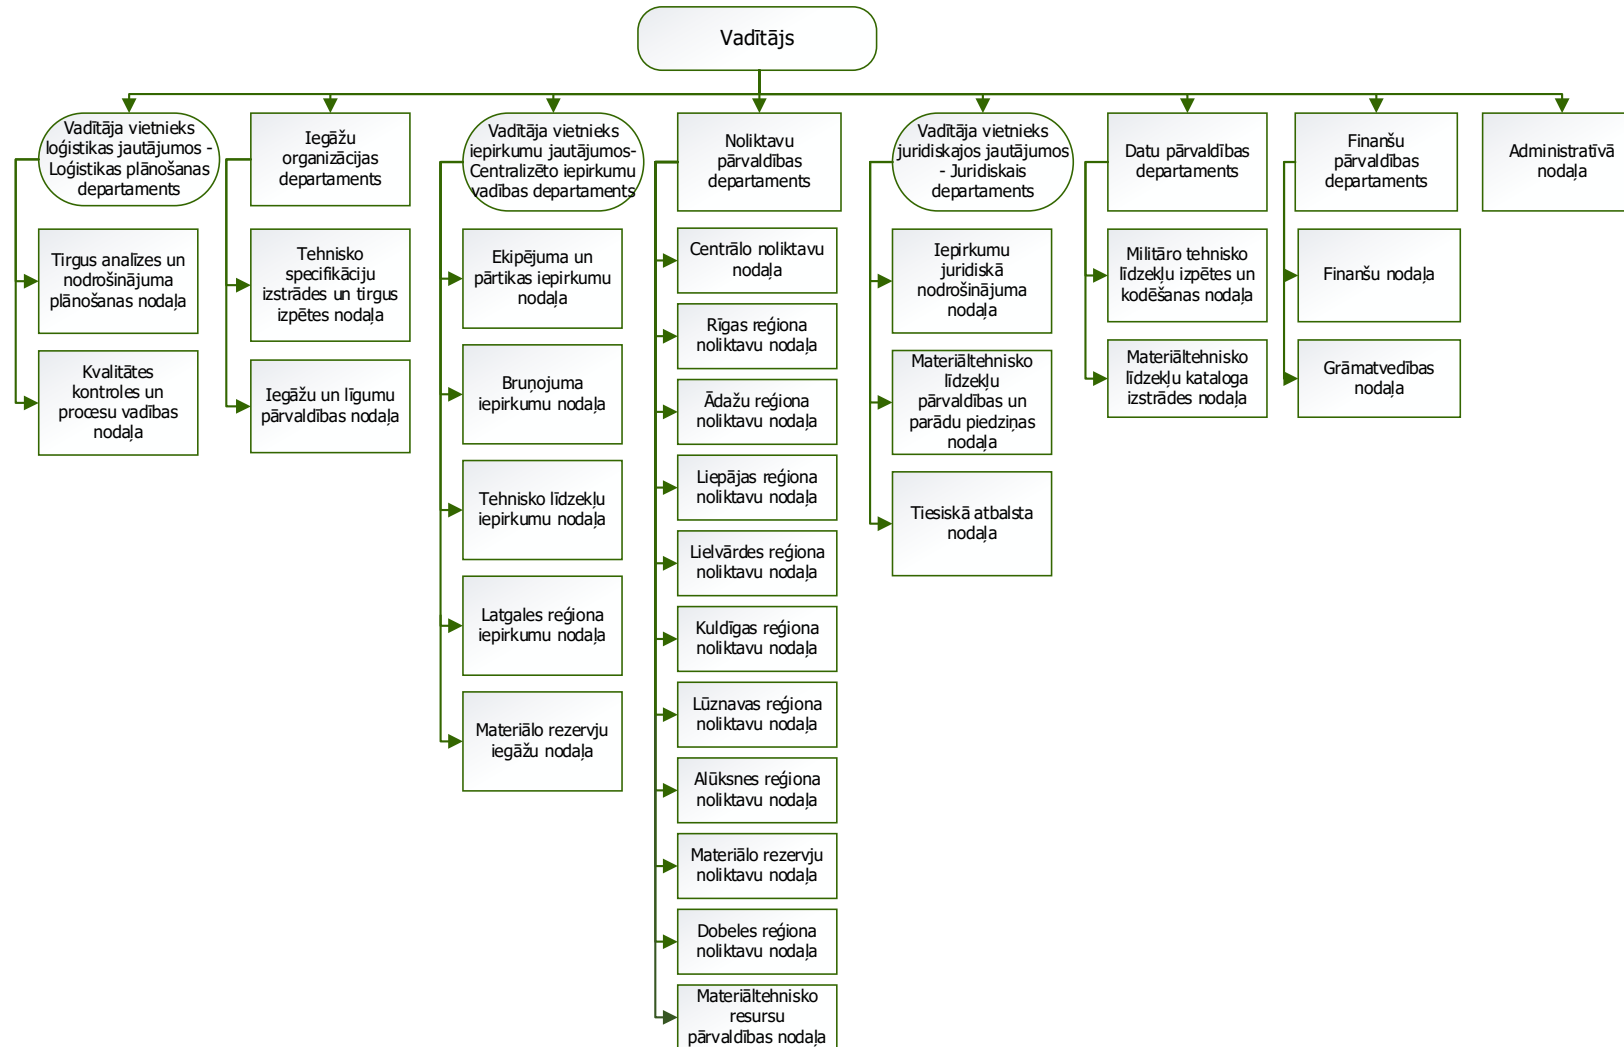 Vadītājs
Vadītāja vietnieks
loģistikas jautājumos -
Loģistikas plānošanas
departaments
Tirgus analīzes un
nodrošinājuma
plānošanas nodaļa
Kvalitātes
kontroles un
procesu vadības
nodaļa
Iegāžu
organizācijas
departaments
Tehnisko
specifikāciju
izstrādes un tirgus
izpētes nodaļa
Iegāžu un līgumu
pārvaldības nodaļa
Vadītāja vietnieks
iepirkumu jautājumos-
Centralizēto iepirkumu
vadības departaments
Ekipējuma un
pārtikas iepirkumu
nodaļa
Bruņojuma
iepirkumu nodaļa
Tehnisko līdzekļu
iepirkumu nodaļa
Latgales reģiona
iepirkumu nodaļa
Materiālo rezervju
iegāžu nodaļa
Noliktavu
pārvaldības
departaments
Centrālo noliktavu
nodaļa
Rīgas reģiona
noliktavu nodaļa
Ādažu reģiona
noliktavu nodaļa
Liepājas reģiona
noliktavu nodaļa
Lielvārdes reģiona
noliktavu nodaļa
Kuldīgas reģiona
noliktavu nodaļa
Lūznavas reģiona
noliktavu nodaļa
Alūksnes reģiona
noliktavu nodaļa
Materiālo rezervju
noliktavu nodaļa
Dobeles reģiona
noliktavu nodaļa
Materiāltehnisko
resursu
pārvaldības nodaļa
Vadītāja vietnieks
juridiskajos jautājumos
- Juridiskais
departaments
Iepirkumu
juridiskā
nodrošinājuma
nodaļa
Materiāltehnisko
līdzekļu
pārvaldības un
parādu piedziņas
nodaļa
Tiesiskā atbalsta
nodaļa
Datu pārvaldības
departaments
Militāro tehnisko
līdzekļu izpētes un
kodēšanas nodaļa
Materiāltehnisko
līdzekļu kataloga
izstrādes nodaļa
Finanšu
pārvaldības
departaments
Finanšu nodaļa
Grāmatvedības
nodaļa
Administratīvā
nodaļa